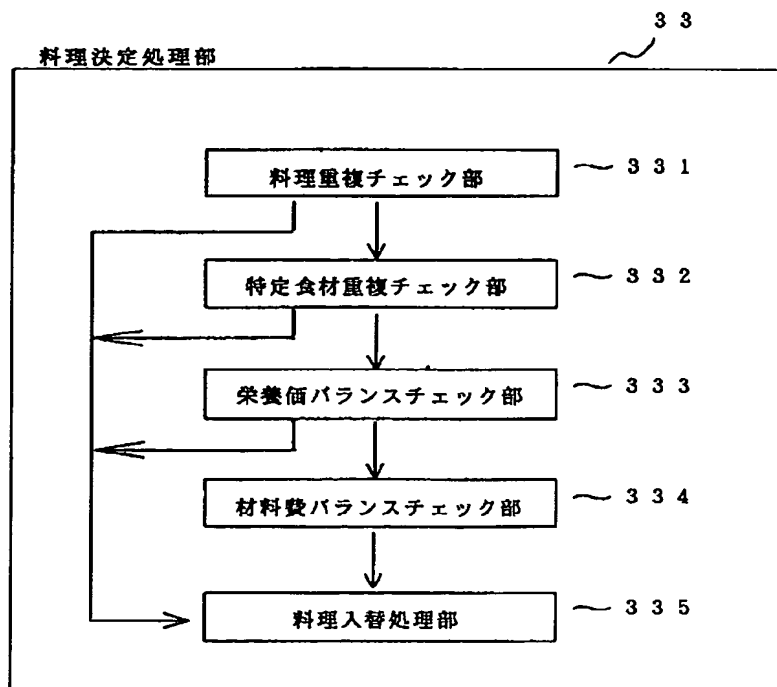 33
料理決定処理部
料理重複チェック部 331
特定食材重複チェック部 332
栄養価バランスチェック部 333
材料費バランスチェック部 334
料理入替処理部 335